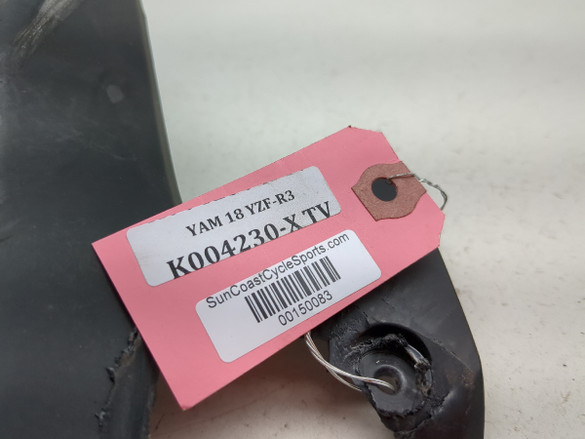 YAM 18 YZF-R3
K004230-X TV
SunCoastCycleSports.com
00150083